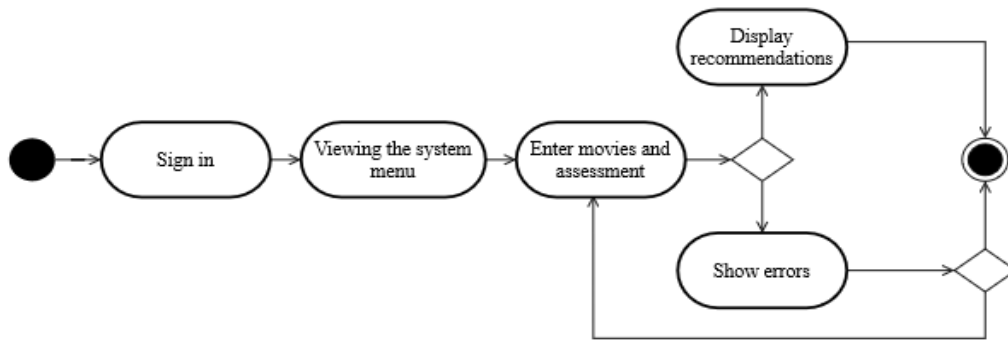 Display
recommendations
Sign in
Viewing the system
menu
Enter movies and
assessment
Show errors